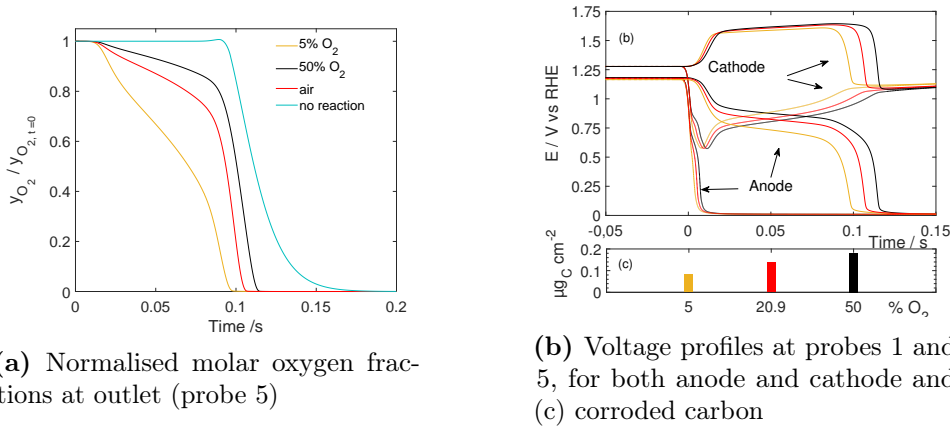 y_O₂ / y_O₂, t=0
1
0.8
0.6
0.4
0.2
0
5% O₂
50% O₂
air
no reaction
0 0.05 0.1 0.15 0.2
Time /s
(a) Normalised molar oxygen frac-
tions at outlet (probe 5)
E / V vs RHE
1.75
1.50
1.25
1
0.75
0.50
0.25
0
(b)
Cathode
Anode
-0,05 0 0.05 0.1 0.15
Time / s
µg_C cm⁻²
0.2
0.1
0
(c)
5 20.9 50 % O₂
(b) Voltage profiles at probes 1 and
5, for both anode and cathode and
(c) corroded carbon